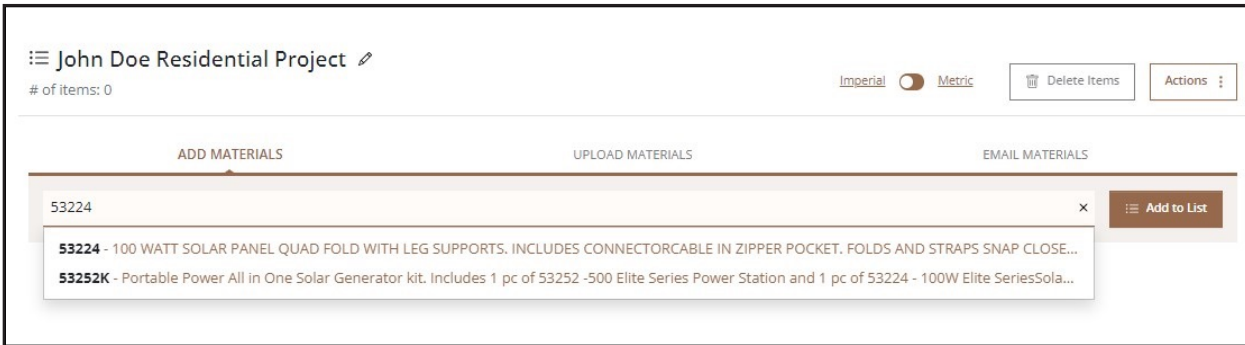 John Doe Residential Project
# of items: 0
Imperial Metric Delete Items Actions
ADD MATERIALS UPLOAD MATERIALS EMAIL MATERIALS
53224 × Add to List
53224 - 100 WATT SOLAR PANEL QUAD FOLD WITH LEG SUPPORTS. INCLUDES CONNECTORCABLE IN ZIPPER POCKET. FOLDS AND STRAPS SNAP CLOSE...
53252K - Portable Power All in One Solar Generator kit. Includes 1 pc of 53252 -500 Elite Series Power Station and 1 pc of 53224 - 100W Elite SeriesSola...